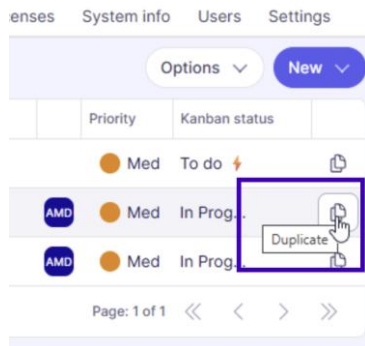 enses System info Users Settings
Options New
Priority Kanban status
Med To do
AMD Med In Prog...
Duplicate
AMD Med In Prog...
Page: 1 of 1